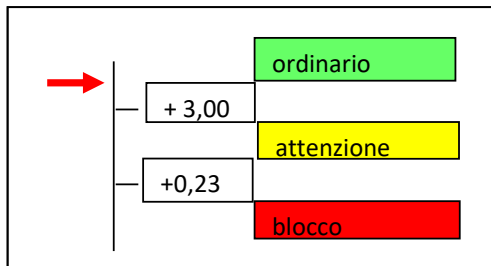 ordinario
+ 3,00
attenzione
+0,23
blocco